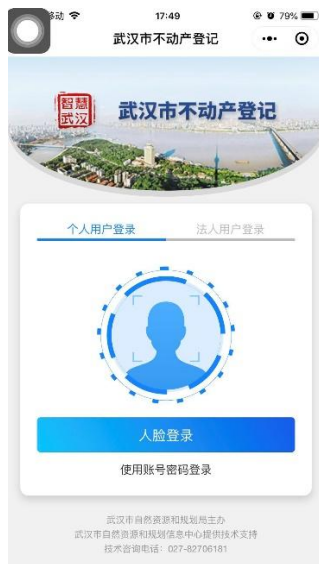 移动 17:49 79%
武汉市不动产登记
智慧
武汉
武汉市不动产登记
个人用户登录 法人用户登录
人脸登录
使用账号密码登录
武汉市自然资源和规划局主办
武汉市自然资源和规划信息中心提供技术支持
技术咨询电话：027-82706181